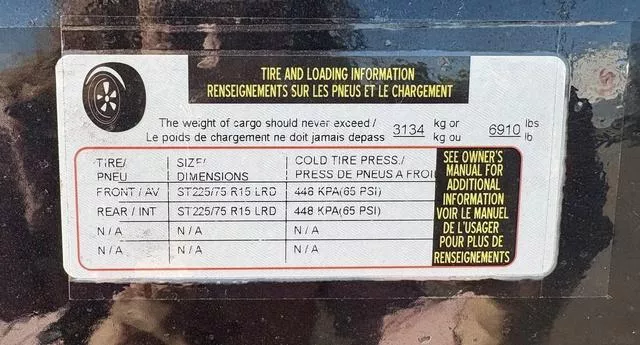 TIRE AND LOADING INFORMATION
RENSEIGNEMENTS SUR LES PNEUS ET LE CHARGEMENT
The weight of cargo should never exceed / 3134 kg or 6910 lbs
Le poids de chargement ne doit jamais depass kg ou lb
TIRE/ SIZE/ COLD TIRE PRESS./
PNEU DIMENSIONS PRESS DE PNEUS A FROI
FRONT / AV ST225/75 R15 LRD 448 KPA(65 PSI)
REAR / INT ST225/75 R15 LRD 448 KPA(65 PSI)
N / A N / A N / A
N / A N / A N / A
SEE OWNER'S
MANUAL FOR
ADDITIONAL
INFORMATION
VOIR LE MANUEL
DE L'USAGER
POUR PLUS DE
RENSEIGNEMENTS